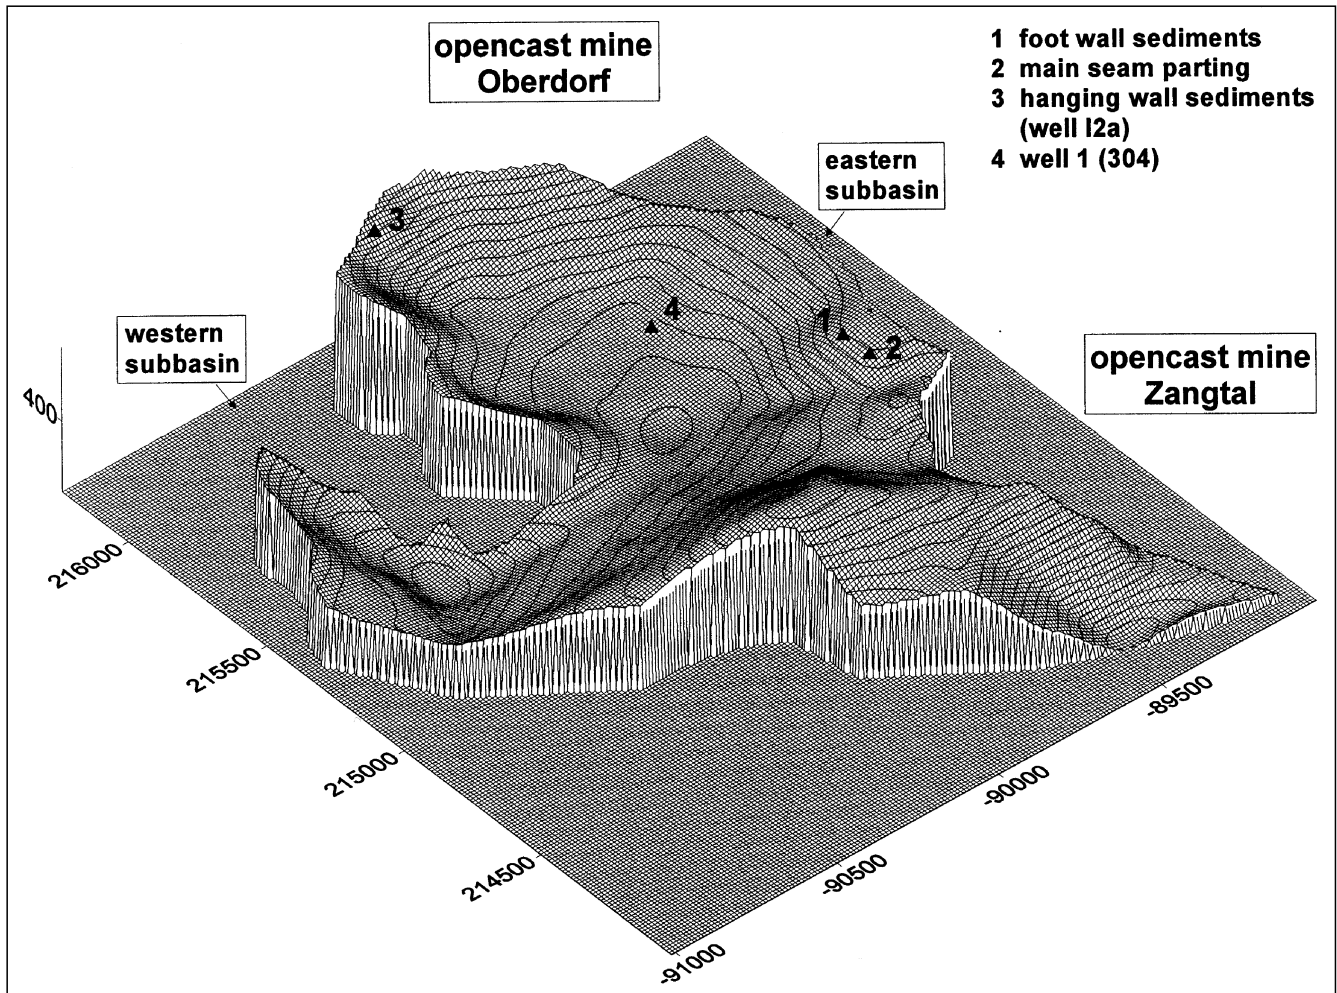 opencast mine
Oberdorf
1 foot wall sediments
2 main seam parting
3 hanging wall sediments
(well I2a)
4 well 1 (304)
eastern
subbasin
3
4
1
2
western
subbasin
opencast mine
Zangtal
400
216000
215500
215000
214500
-89500
-90000
-90500
-91000